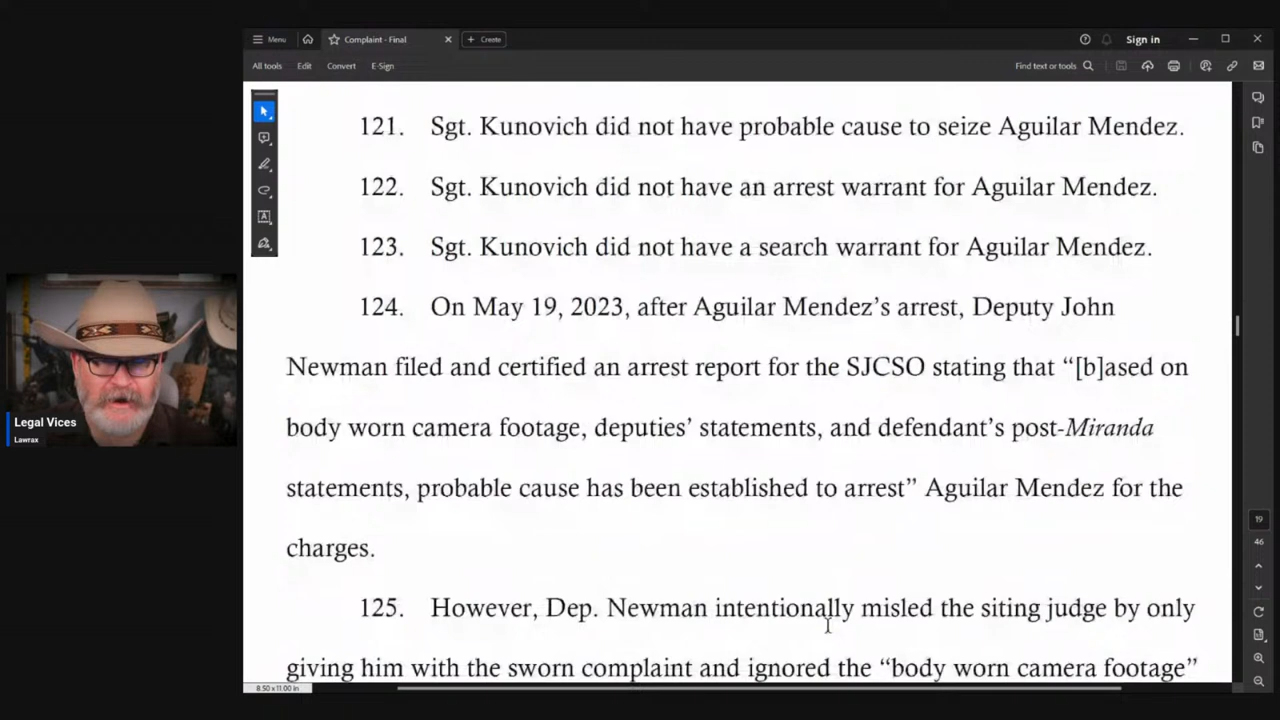 Menu
Complaint - Final
Create
Sign in
All tools
Edit
Convert
E-Sign
Find text or tools
121. Sgt. Kunovich did not have probable cause to seize Aguilar Mendez.
122. Sgt. Kunovich did not have an arrest warrant for Aguilar Mendez.
123. Sgt. Kunovich did not have a search warrant for Aguilar Mendez.
124. On May 19, 2023, after Aguilar Mendez’s arrest, Deputy John
Newman filed and certified an arrest report for the SJCSO stating that “[b]ased on
body worn camera footage, deputies’ statements, and defendant’s post-Miranda
statements, probable cause has been established to arrest” Aguilar Mendez for the
charges.
125. However, Dep. Newman intentionally misled the siting judge by only
giving him with the sworn complaint and ignored the “body worn camera footage”
Legal Vices
Lawrax
19
46
8.50 x 11.00 in